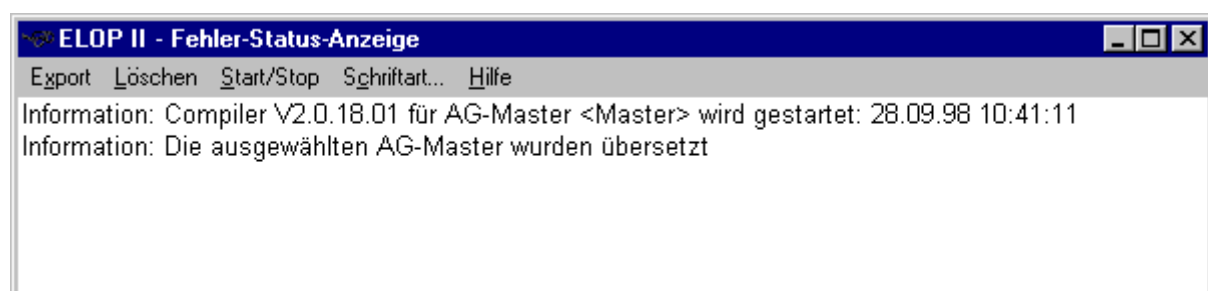 ELOP II - Fehler-Status-Anzeige
Export Löschen Start/Stop Schriftart... Hilfe
Information: Compiler V2.0.18.01 für AG-Master <Master> wird gestartet: 28.09.98 10:41:11
Information: Die ausgewählten AG-Master wurden übersetzt